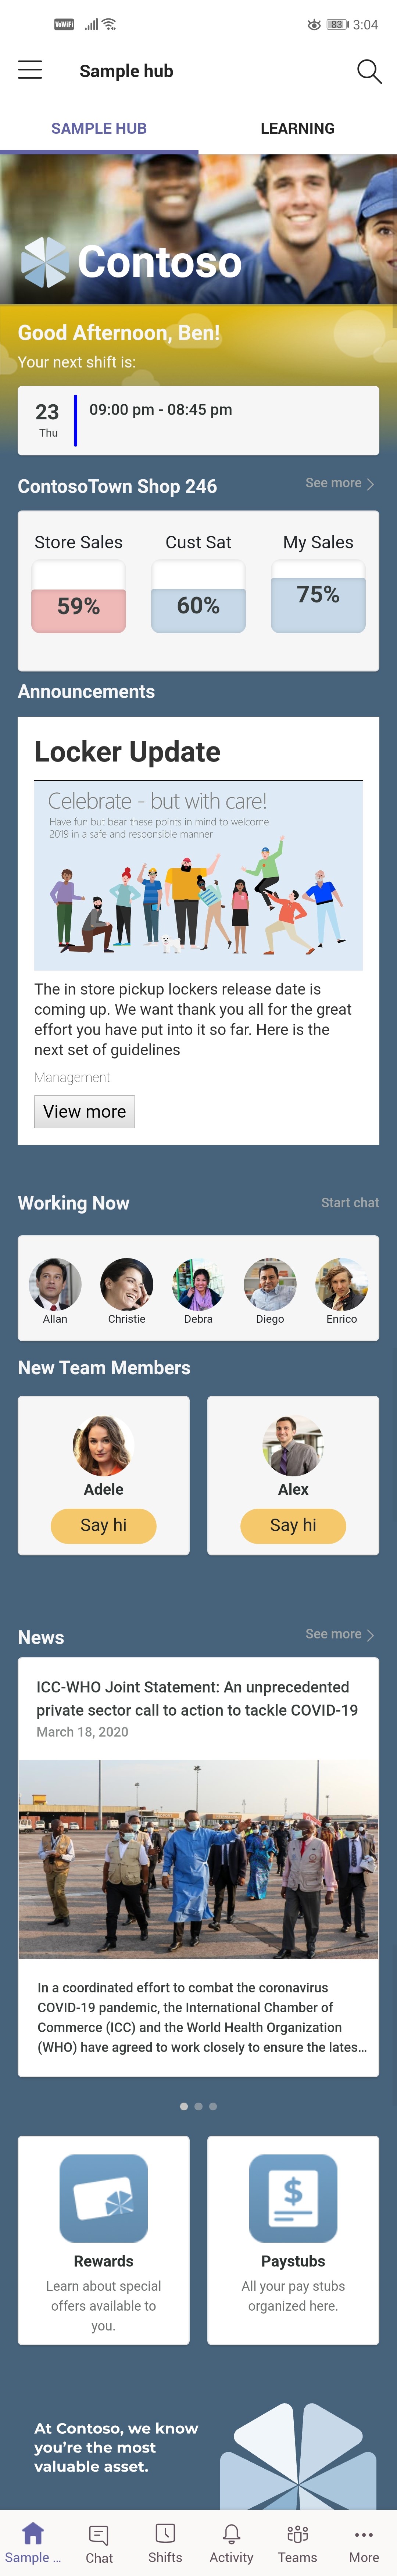 VoWiFi 83 3:04
Sample hub
SAMPLE HUB LEARNING
Contoso
Good Afternoon, Ben!
Your next shift is:
23 09:00 pm - 08:45 pm
Thu
ContosoTown Shop 246 See more
Store Sales Cust Sat My Sales
59% 60% 75%
Announcements
Locker Update
Celebrate - but with care!
Have fun but bear these points in mind to welcome
2019 in a safe and responsible manner
The in store pickup lockers release date is
coming up. We want thank you all for the great
effort you have put into it so far. Here is the
next set of guidelines
Management
View more
Working Now Start chat
Allan Christie Debra Diego Enrico
New Team Members
Adele Alex
Say hi Say hi
News See more
ICC-WHO Joint Statement: An unprecedented
private sector call to action to tackle COVID-19
March 18, 2020
In a coordinated effort to combat the coronavirus
COVID-19 pandemic, the International Chamber of
Commerce (ICC) and the World Health Organization
(WHO) have agreed to work closely to ensure the lates...
$
Rewards
Learn about special
offers available to
you.
Paystubs
All your pay stubs
organized here.
At Contoso, we know
you're the most
valuable asset.
Sample ... Chat Shifts Activity Teams More